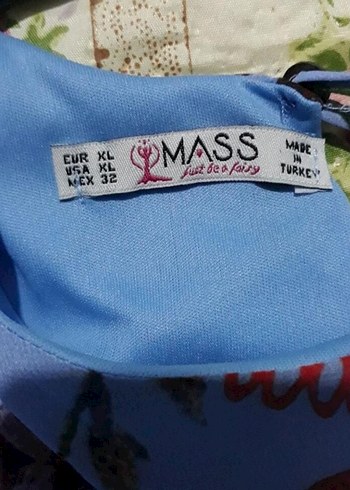 EUR XL
USA XL
MEX 32
MASS
just be a fairy
MADE
IN
TURKEY